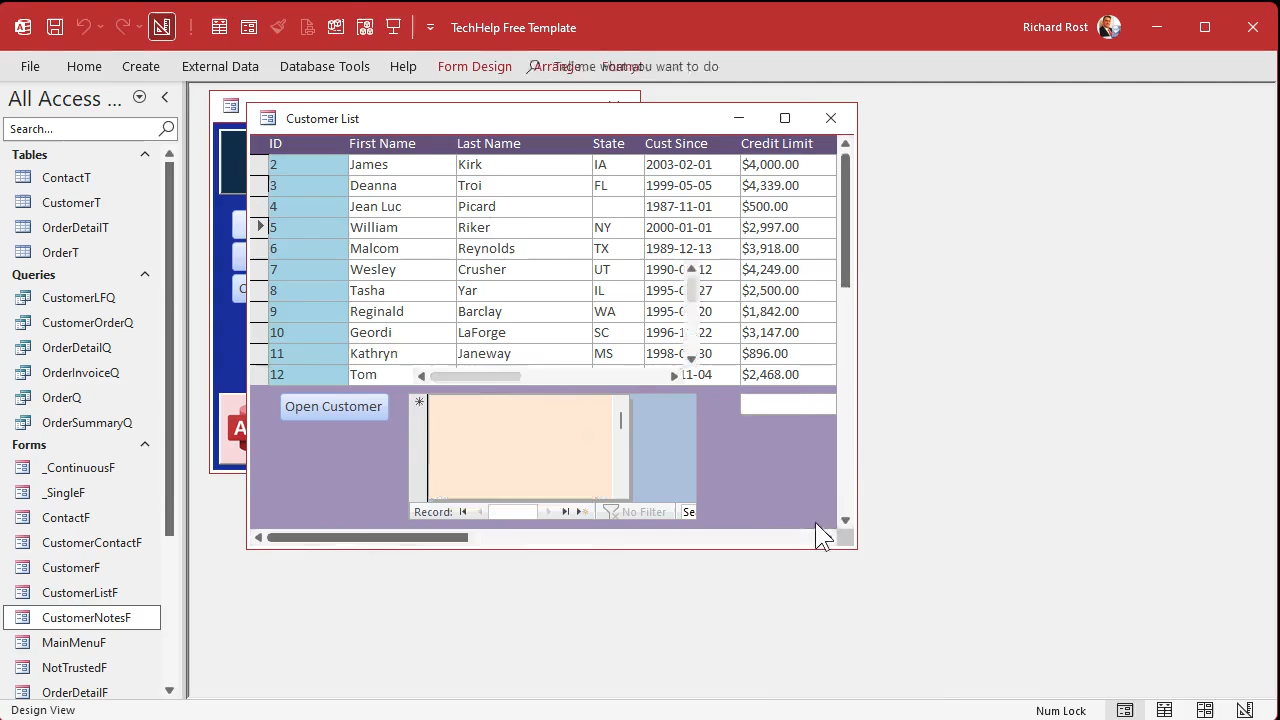 TechHelp Free Template
Richard Rost
File Home Create External Data Database Tools Help Form Design Arrange Format Tell me what you want to do
All Access ...
Search...
Tables
ContactT
CustomerT
OrderDetailT
OrderT
Queries
CustomerLFQ
CustomerOrderQ
OrderDetailQ
OrderInvoiceQ
OrderQ
OrderSummaryQ
Forms
_ContinuousF
_SingleF
ContactF
CustomerContactF
CustomerF
CustomerListF
CustomerNotesF
MainMenuF
NotTrustedF
OrderDetailF
Customer List
ID First Name Last Name State Cust Since Credit Limit
2 James Kirk IA 2003-02-01 $4,000.00
3 Deanna Troi FL 1999-05-05 $4,339.00
4 Jean Luc Picard 1987-11-01 $500.00
5 William Riker NY 2000-01-01 $2,997.00
6 Malcom Reynolds TX 1989-12-13 $3,918.00
7 Wesley Crusher UT 1990-0 12 $4,249.00
8 Tasha Yar IL 1995-0 27 $2,500.00
9 Reginald Barclay WA 1995-0 20 $1,842.00
10 Geordi LaForge SC 1996-1 22 $3,147.00
11 Kathryn Janeway MS 1998-0 30 $896.00
12 Tom 11-04 $2,468.00
Open Customer
Record: No Filter Se
Design View
Num Lock